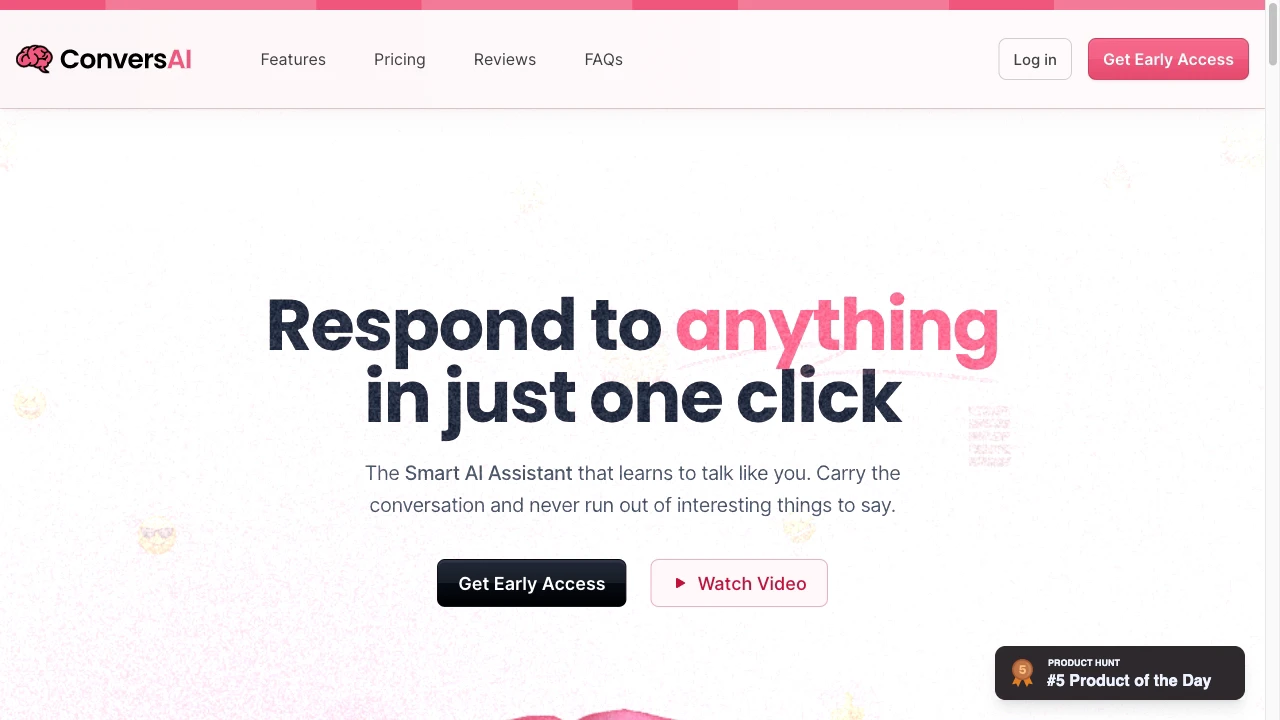 ConversAI
Features
Pricing
Reviews
FAQs
Log in
Get Early Access
Respond to anything
in just one click
The Smart AI Assistant that learns to talk like you. Carry the
conversation and never run out of interesting things to say.
Get Early Access
Watch Video
5
PRODUCT HUNT
#5 Product of the Day